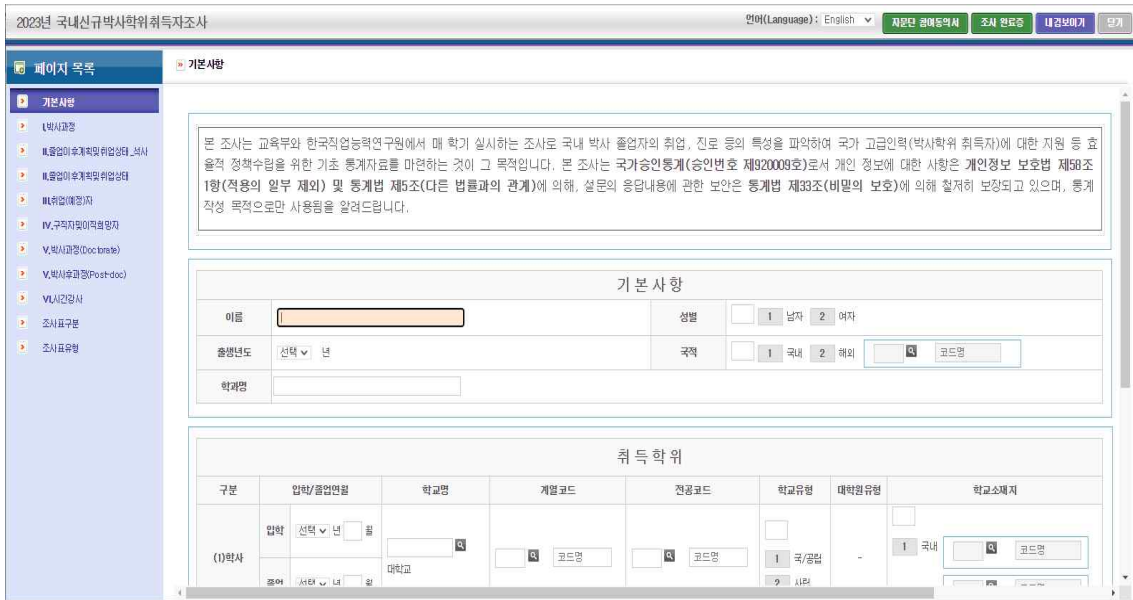 2023년 국내신규박사학위취득자조사
언어(Language) : English
자문단 참여동의서
조사 완료증
내검보이기
닫기
페이지 목록
기본사항
I.박사과정
II.졸업이후계획및취업상태_석사
II.졸업이후계획및취업상태
III.취업(예정)자
IV.구직자및이직희망자
V.박사과정(Doctorate)
V.박사후과정(Post-doc)
VI.시간강사
조사표구분
조사표유형
기본사항
본 조사는 교육부와 한국직업능력연구원에서 매 학기 실시하는 조사로 국내 박사 졸업자의 취업, 진로 등의 특성을 파악하여 국가 고급인력(박사학위 취득자)에 대한 지원 등 효
율적 정책수립을 위한 기초 통계자료를 마련하는 것이 그 목적입니다. 본 조사는 국가승인통계(승인번호 제920009호)로서 개인 정보에 대한 사항은 개인정보 보호법 제58조
1항(적용의 일부 제외) 및 통계법 제5조(다른 법률과의 관계)에 의해, 설문의 응답내용에 관한 보안은 통계법 제33조(비밀의 보호)에 의해 철저히 보장되고 있으며, 통계
작성 목적으로만 사용됨을 알려드립니다.
기본사항
이름
성별 1 남자 2 여자
출생년도 선택 년
국적 1 국내 2 해외 코드명
학과명
취득학위
구분 입학/졸업연월 학교명 계열코드 전공코드 학교유형 대학원유형 학교소재지
(1)학사
입학 선택 년 월
대학교
코드명
코드명
1 국/공립
2 사립
-
1 국내 코드명
졸업 선택 년 월
코드명